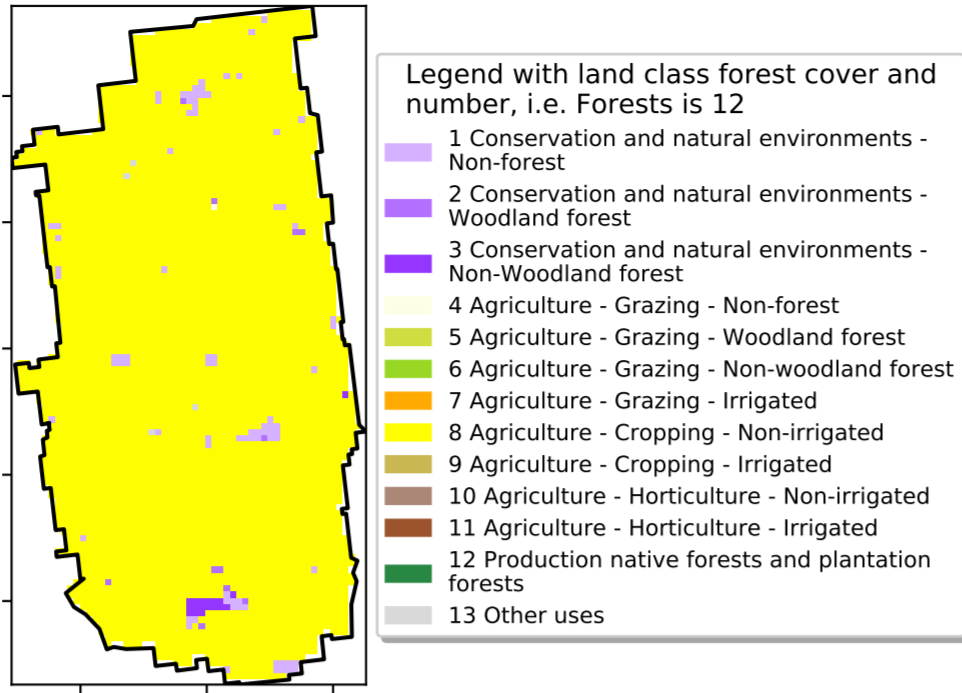 Legend with land class forest cover and
number, i.e. Forests is 12
1 Conservation and natural environments -
Non-forest
2 Conservation and natural environments -
Woodland forest
3 Conservation and natural environments -
Non-Woodland forest
4 Agriculture - Grazing - Non-forest
5 Agriculture - Grazing - Woodland forest
6 Agriculture - Grazing - Non-woodland forest
7 Agriculture - Grazing - Irrigated
8 Agriculture - Cropping - Non-irrigated
9 Agriculture - Cropping - Irrigated
10 Agriculture - Horticulture - Non-irrigated
11 Agriculture - Horticulture - Irrigated
12 Production native forests and plantation
forests
13 Other uses